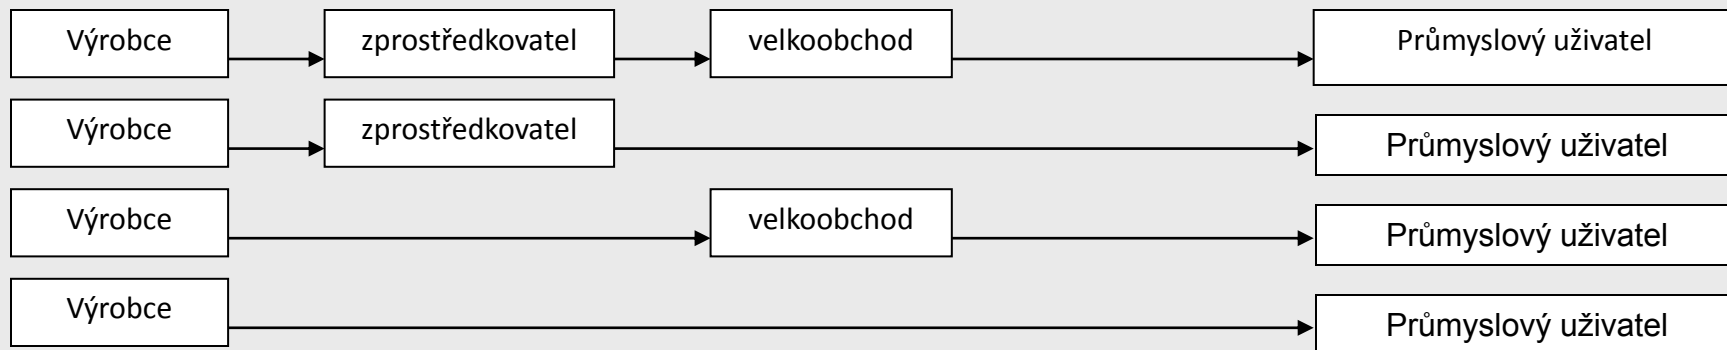 Výrobce zprostředkovatel velkoobchod Průmyslový uživatel
Výrobce zprostředkovatel Průmyslový uživatel
Výrobce velkoobchod Průmyslový uživatel
Výrobce Průmyslový uživatel